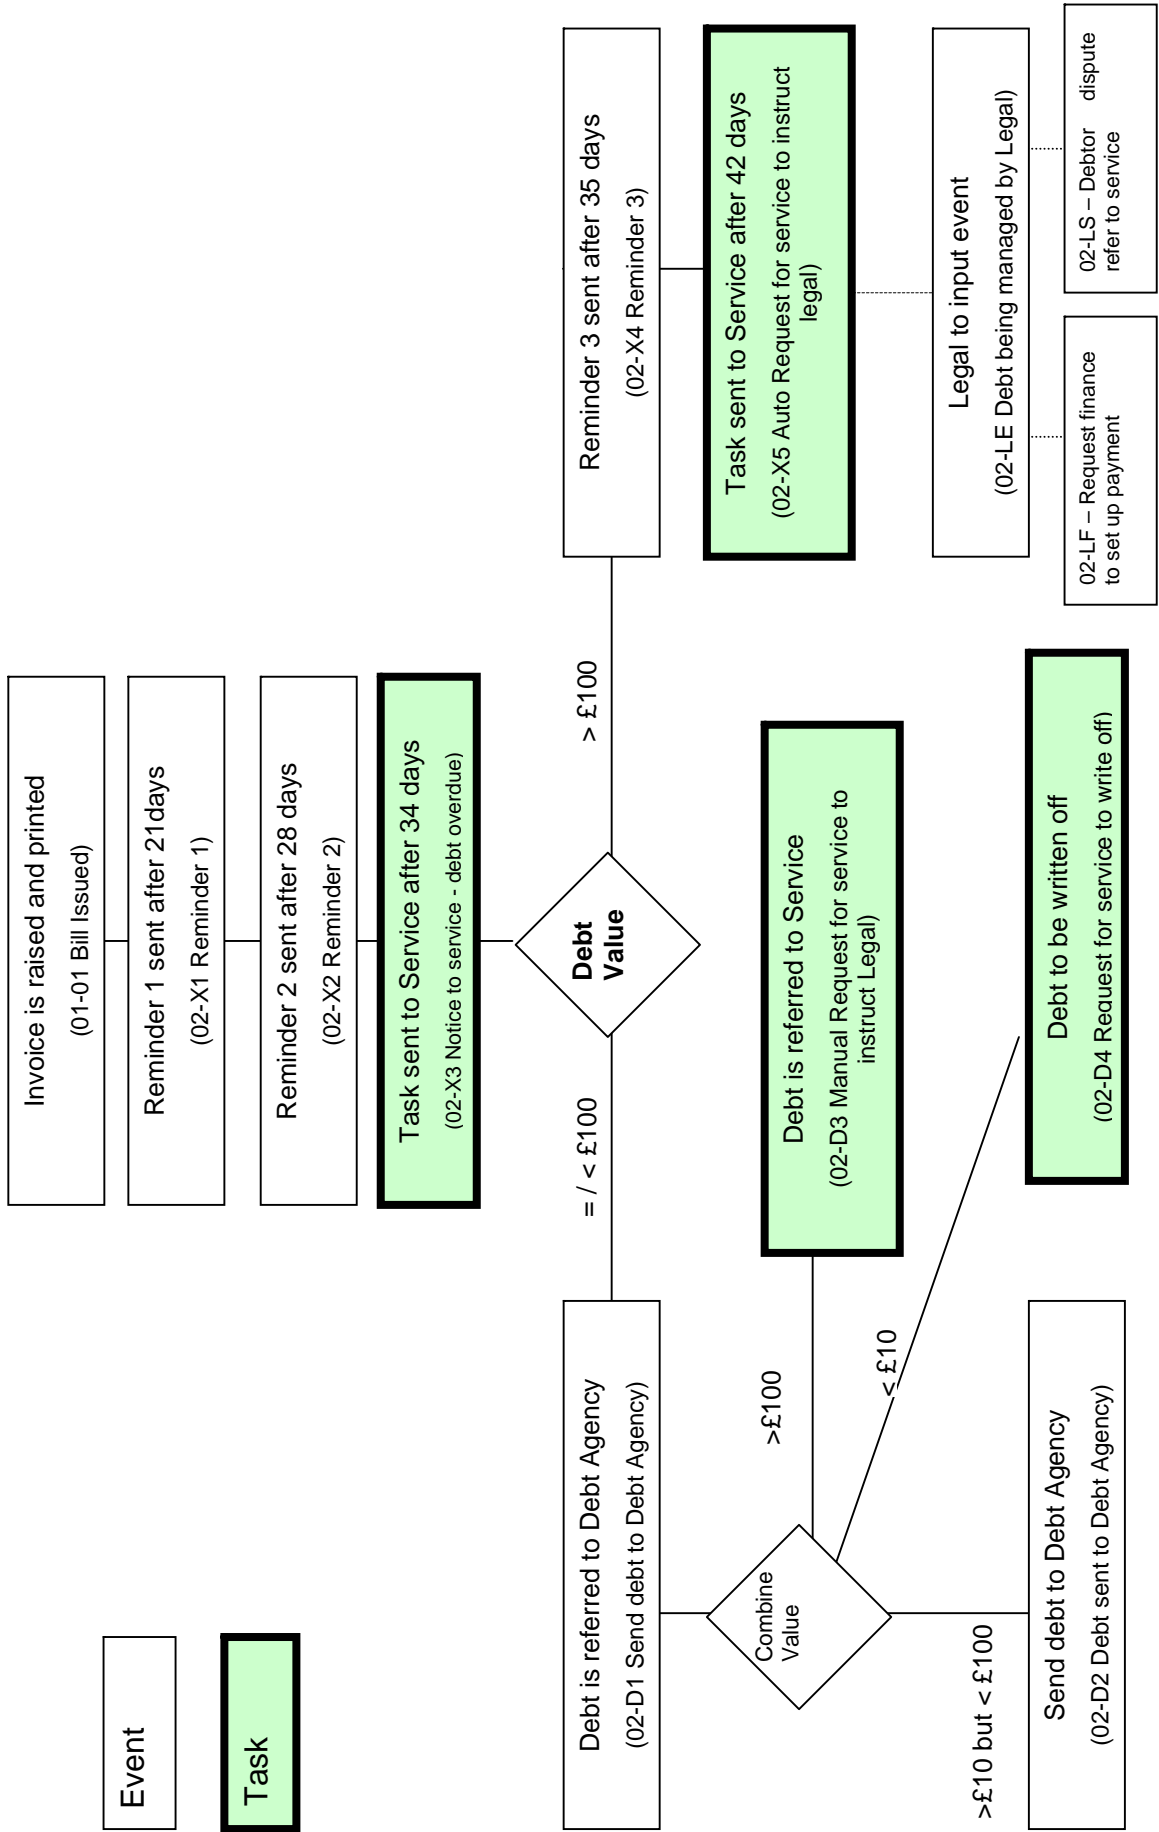 Event
Task
Invoice is raised and printed
(01-01 Bill Issued)
Reminder 1 sent after 21days
(02-X1 Reminder 1)
Reminder 2 sent after 28 days
(02-X2 Reminder 2)
Task sent to Service after 34 days
(02-X3 Notice to service - debt overdue)
Debt
Value
= / < £100
> £100
Debt is referred to Debt Agency
(02-D1 Send debt to Debt Agency)
Reminder 3 sent after 35 days
(02-X4 Reminder 3)
Combine
Value
>£100
< £10
>£10 but < £100
Debt is referred to Service
(02-D3 Manual Request for service to
instruct Legal)
Task sent to Service after 42 days
(02-X5 Auto Request for service to instruct
legal)
Send debt to Debt Agency
(02-D2 Debt sent to Debt Agency)
Debt to be written off
(02-D4 Request for service to write off)
Legal to input event
(02-LE Debt being managed by Legal)
02-LF – Request finance
to set up payment
02-LS – Debtor dispute
refer to service